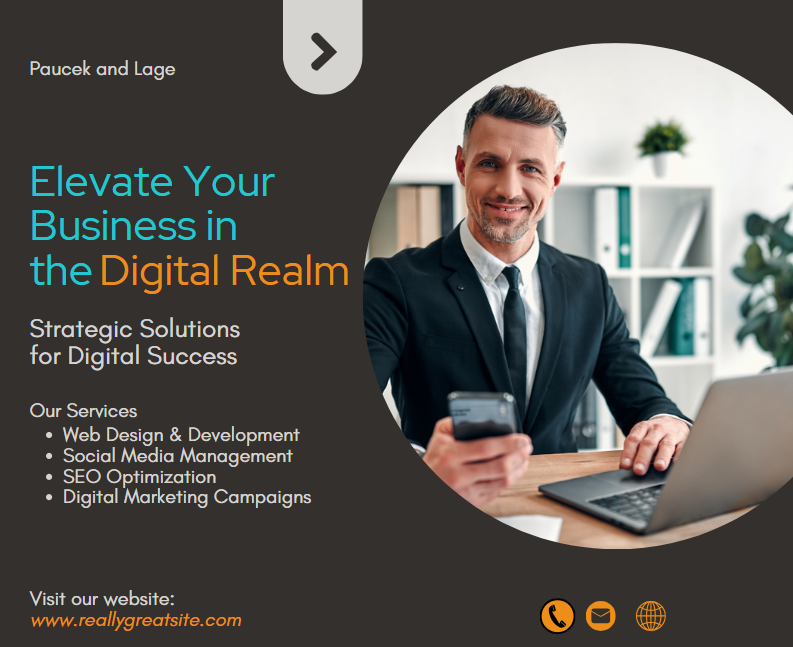 Paucek and Lage
Elevate Your
Business in
the Digital Realm
Strategic Solutions
for Digital Success
Our Services
• Web Design & Development
• Social Media Management
• SEO Optimization
• Digital Marketing Campaigns
Visit our website:
www.reallygreatsite.com